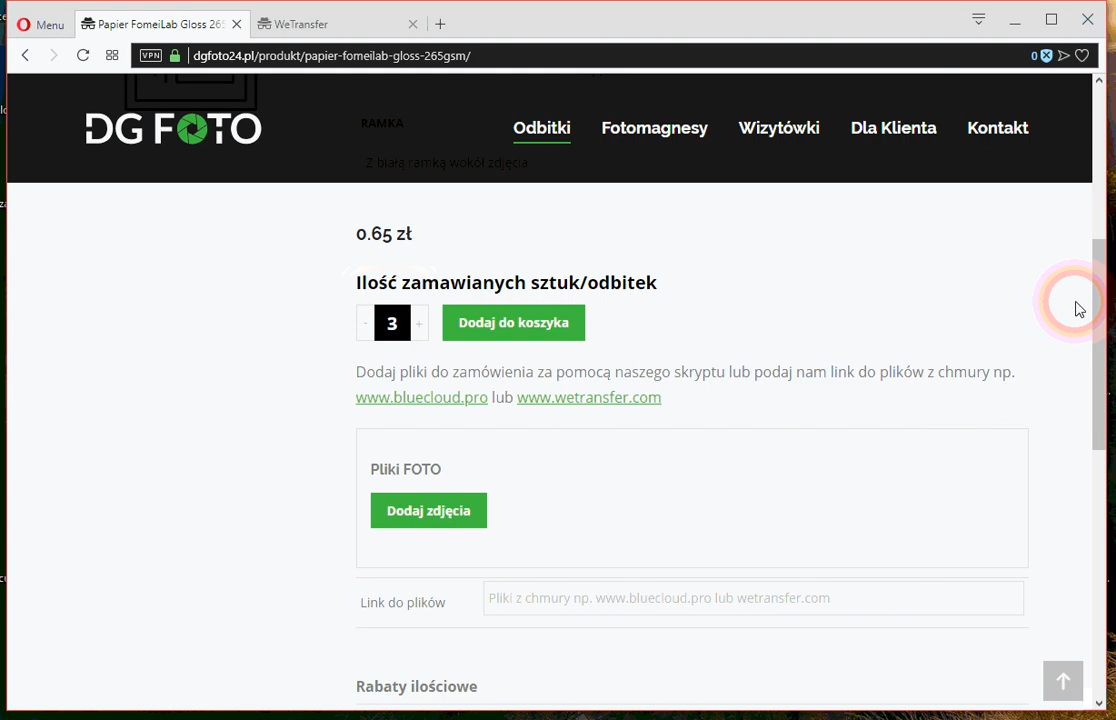 Menu
Papier FomeiLab Gloss 26
WeTransfer
VPN
dgfoto24.pl/produkt/papier-fomeilab-gloss-265gsm/
0
DG FOTO
RAMKA
Odbitki
Fotomagnesy
Wizytówki
Dla Klienta
Kontakt
Z białą ramką wokół zdjęcia
0.65 zł
Ilość zamawianych sztuk/odbitek
- 3 +
Dodaj do koszyka
Dodaj pliki do zamówienia za pomocą naszego skryptu lub podaj nam link do plików z chmury np.
www.bluecloud.pro lub www.wetransfer.com
Pliki FOTO
Dodaj zdjęcia
Link do plików
Pliki z chmury np. www.bluecloud.pro lub wetransfer.com
Rabaty ilościowe